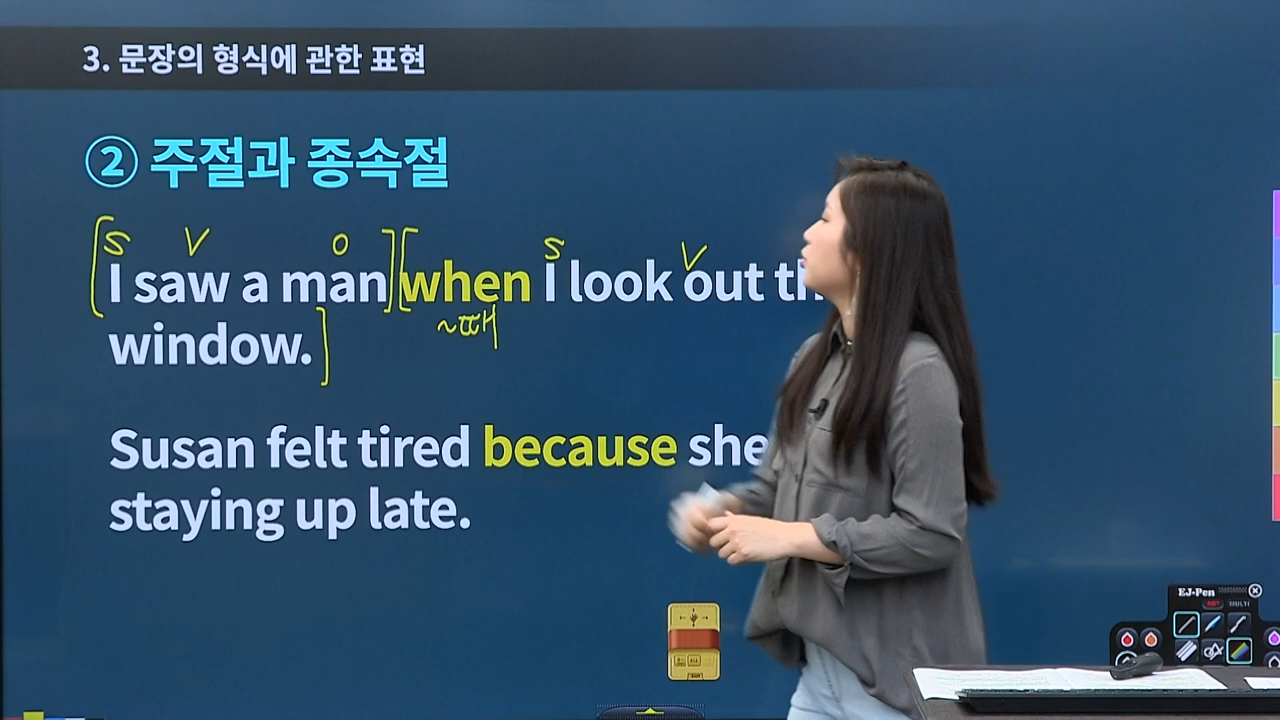 3. 문장의 형식에 관한 표현
② 주절과 종속절
S V O S V
I saw a man when I look out
~때
window.
Susan felt tired because she
staying up late.
EJ-Pen
MULTI